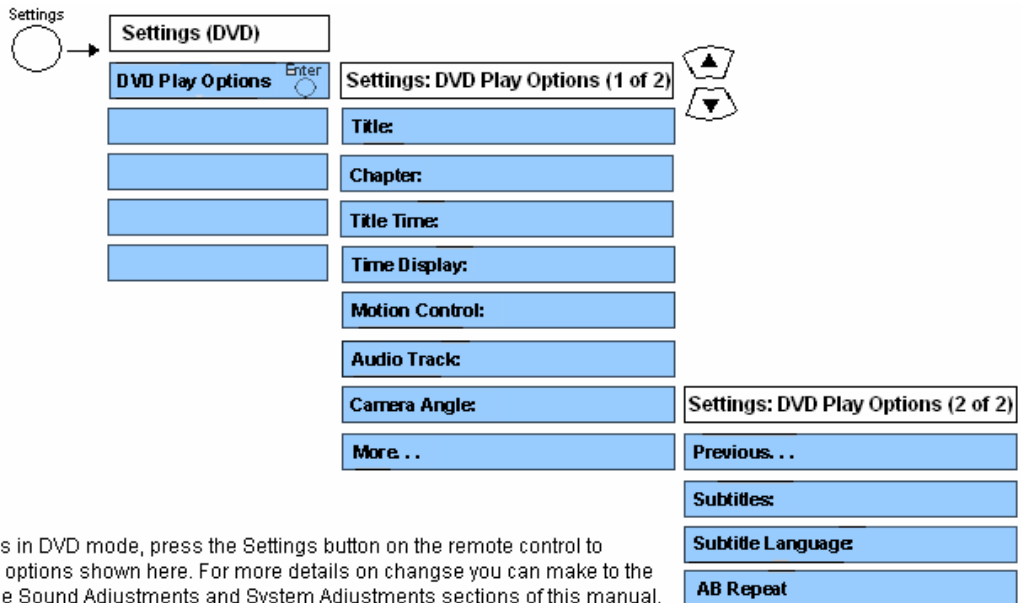 Settings
Settings (DVD)
DVD Play Options
Enter
Settings: DVD Play Options (1 of 2)
Title:
Chapter:
Title Time:
Time Display:
Motion Control:
Audio Track:
Camera Angle:
More. . .
Settings: DVD Play Options (2 of 2)
Previous. . .
Subtitles:
Subtitle Language:
AB Repeat
s in DVD mode, press the Settings button on the remote control to
options shown here. For more details on changse you can make to the
e Sound Adjustments and System Adjustments sections of this manual.